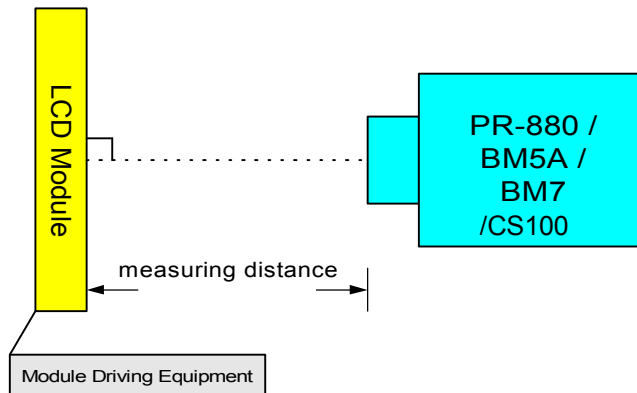 LCD Module
PR-880 /
BM5A /
BM7
/CS100
measuring distance
Module Driving Equipment